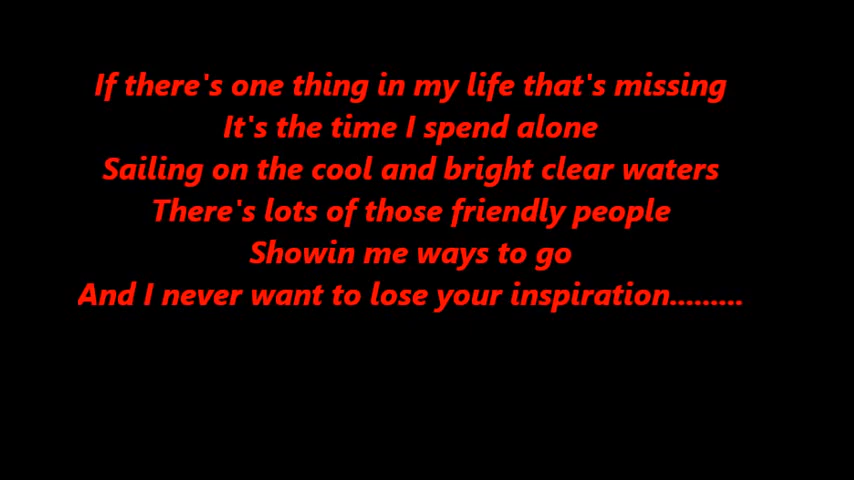 If there's one thing in my life that's missing
It's the time I spend alone
Sailing on the cool and bright clear waters
There's lots of those friendly people
Showin me ways to go
And I never want to lose your inspiration.........